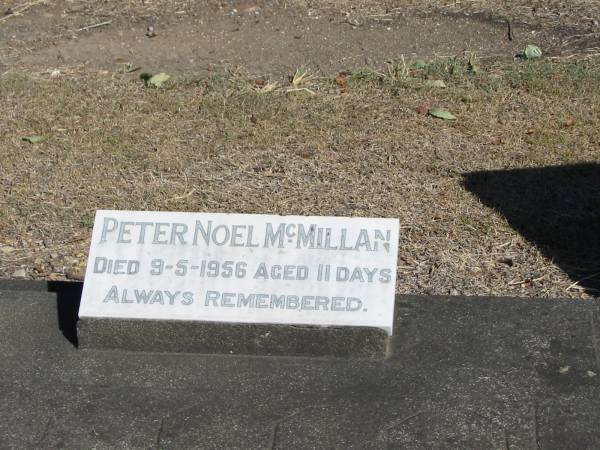 PETER NOEL McMILLAN
DIED 9-5-1956 AGED 11 DAYS
ALWAYS REMEMBERED.